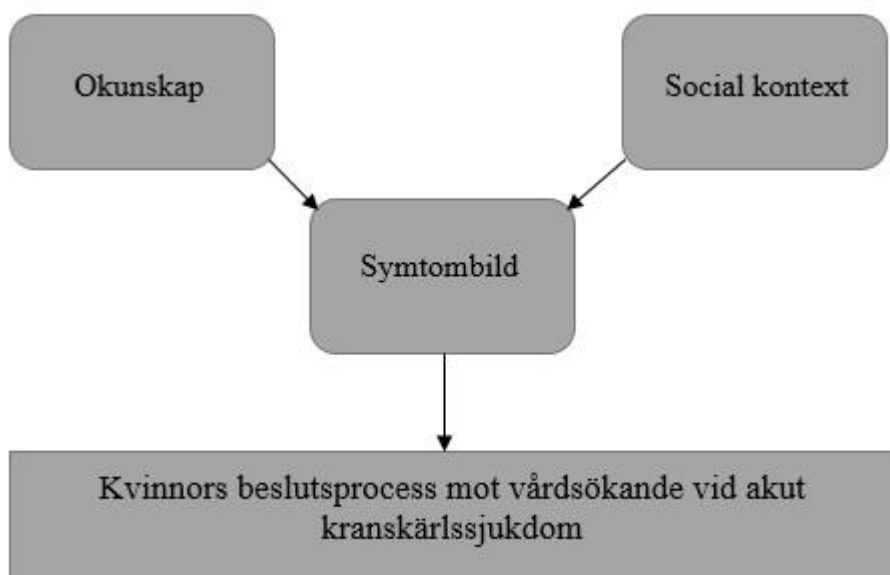 Okunskap
Social kontext
Symtombild
Kvinnors beslutsprocess mot vårdsökande vid akut
kranskärlssjukdom